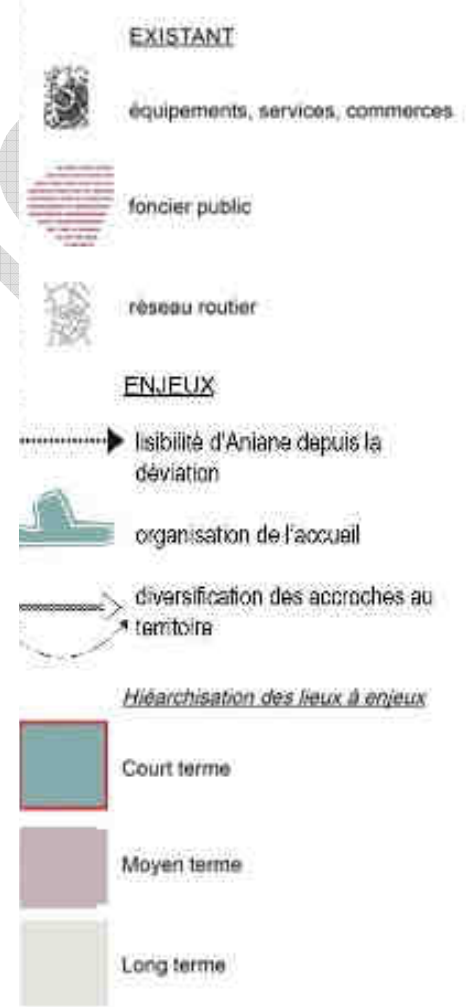 EXISTANT
équipements, services, commerces
foncier public
réseau routier
ENJEUX
lisibilité d'Aniane depuis la
déviation
organisation de l'accueil
diversification des accroches au
territoire
Hiéarchisation des lieux à enjeux
Court terme
Moyen terme
Long terme